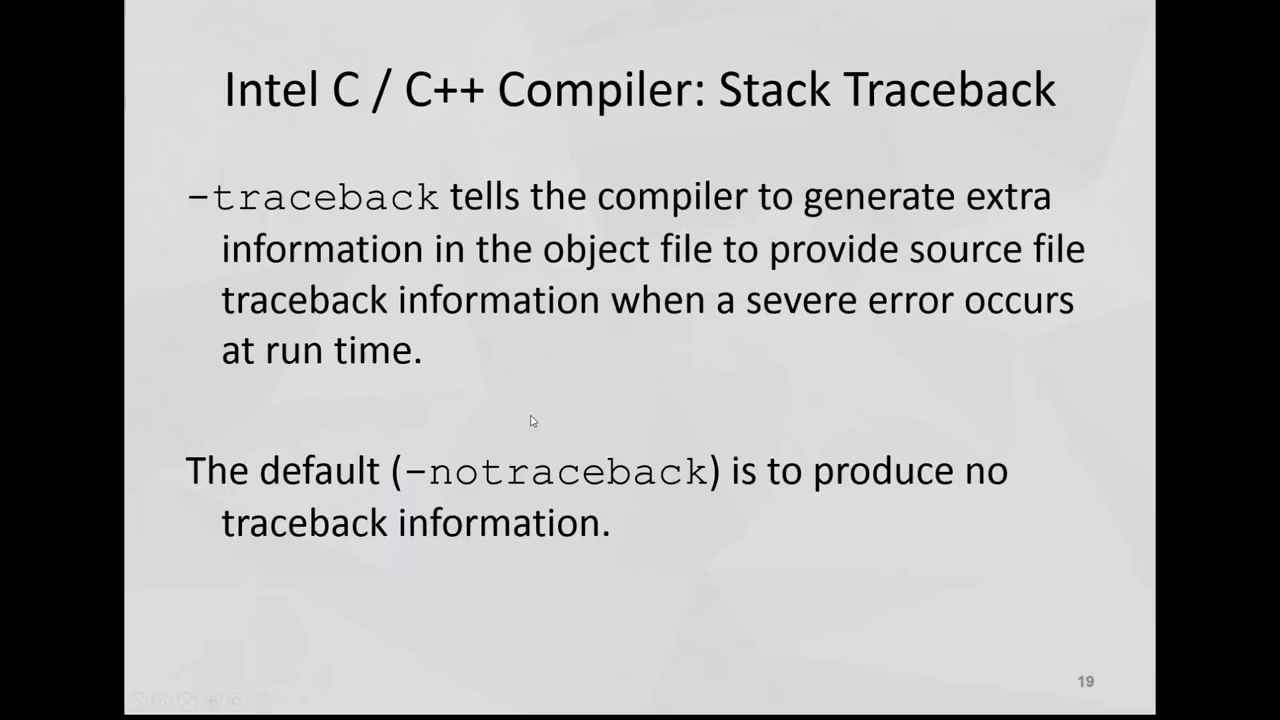 Intel C / C++ Compiler: Stack Traceback
-traceback tells the compiler to generate extra
information in the object file to provide source file
traceback information when a severe error occurs
at run time.
The default (-notraceback) is to produce no
traceback information.
19